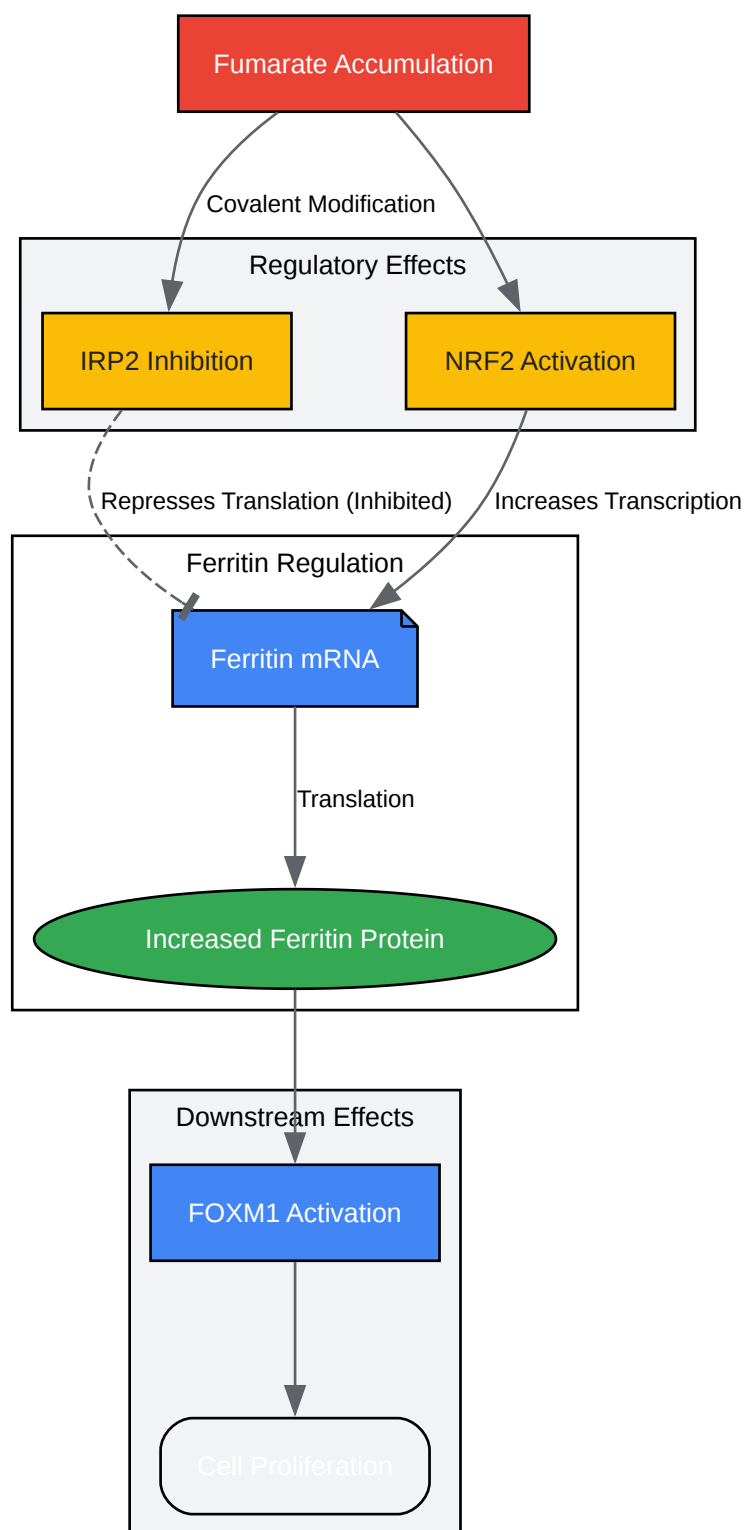 Fumarate Accumulation
Covalent Modification
Regulatory Effects
IRP2 Inhibition
NRF2 Activation
Represses Translation (Inhibited)
Increases Transcription
Ferritin Regulation
Ferritin mRNA
Translation
Increased Ferritin Protein
Downstream Effects
FOXM1 Activation
Cell Proliferation